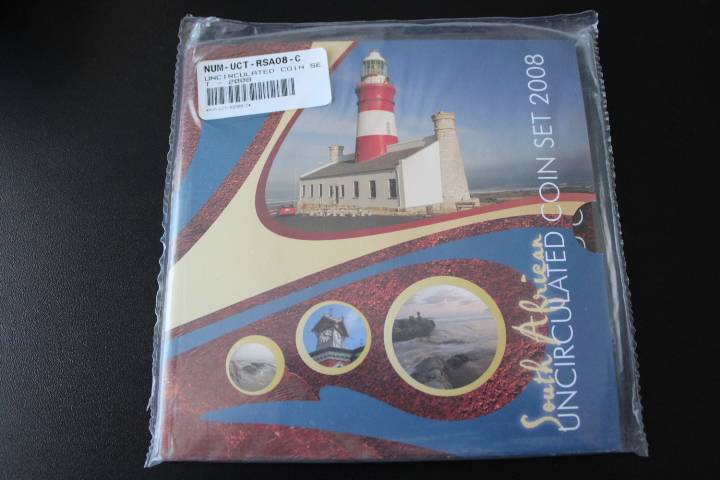 NUM-UCT-RSA08-C
UNCIRCULATED COIN SE
T - 2008
South African
UNCIRCULATED COIN SET 2008